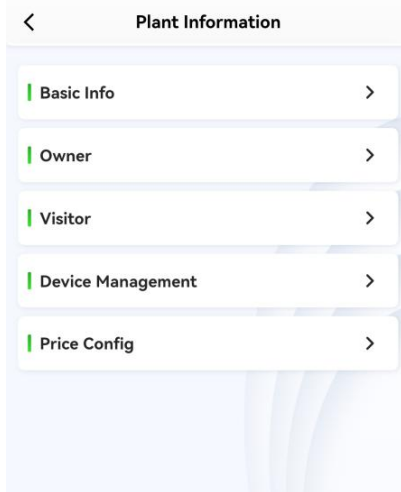 Plant Information
Basic Info
Owner
Visitor
Device Management
Price Config